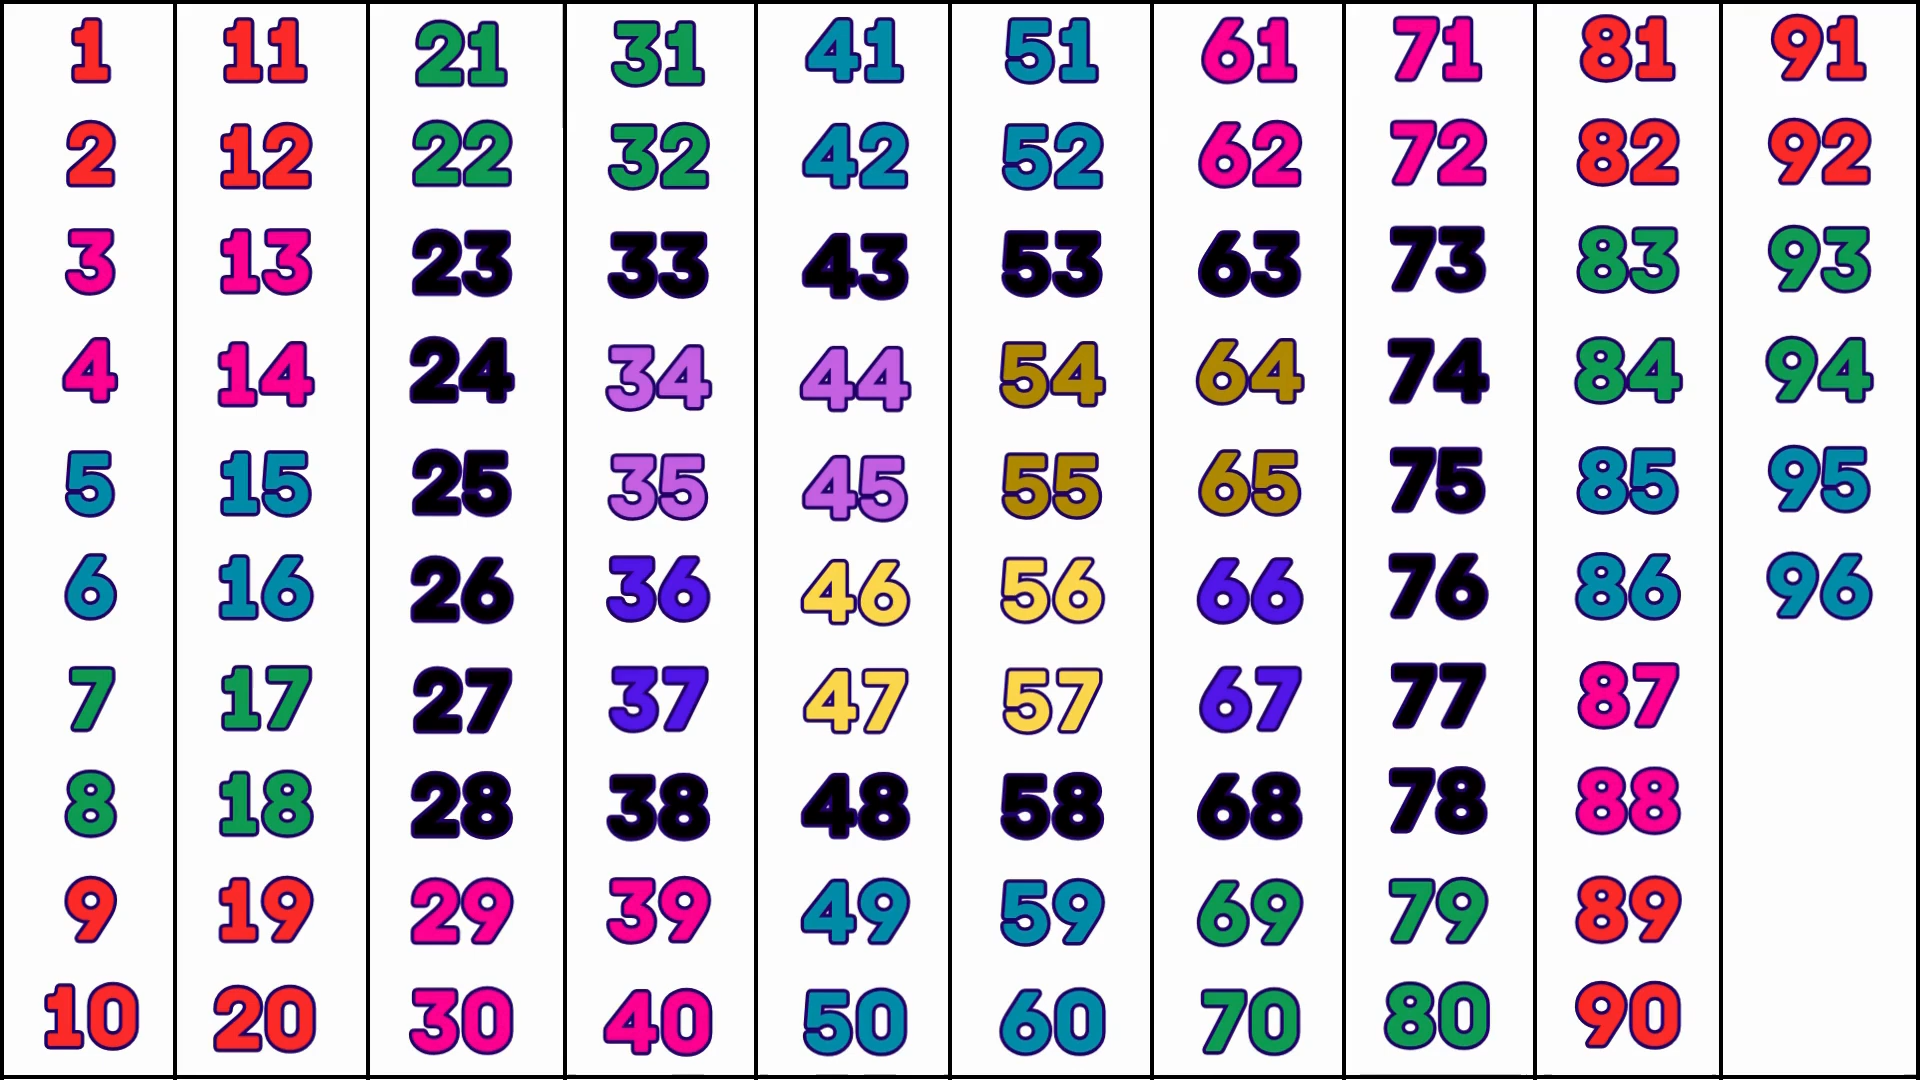 1 11 21 31 41 51 61 71 81 91
2 12 22 32 42 52 62 72 82 92
3 13 23 33 43 53 63 73 83 93
4 14 24 34 44 54 64 74 84 94
5 15 25 35 45 55 65 75 85 95
6 16 26 36 46 56 66 76 86 96
7 17 27 37 47 57 67 77 87
8 18 28 38 48 58 68 78 88
9 19 29 39 49 59 69 79 89
10 20 30 40 50 60 70 80 90